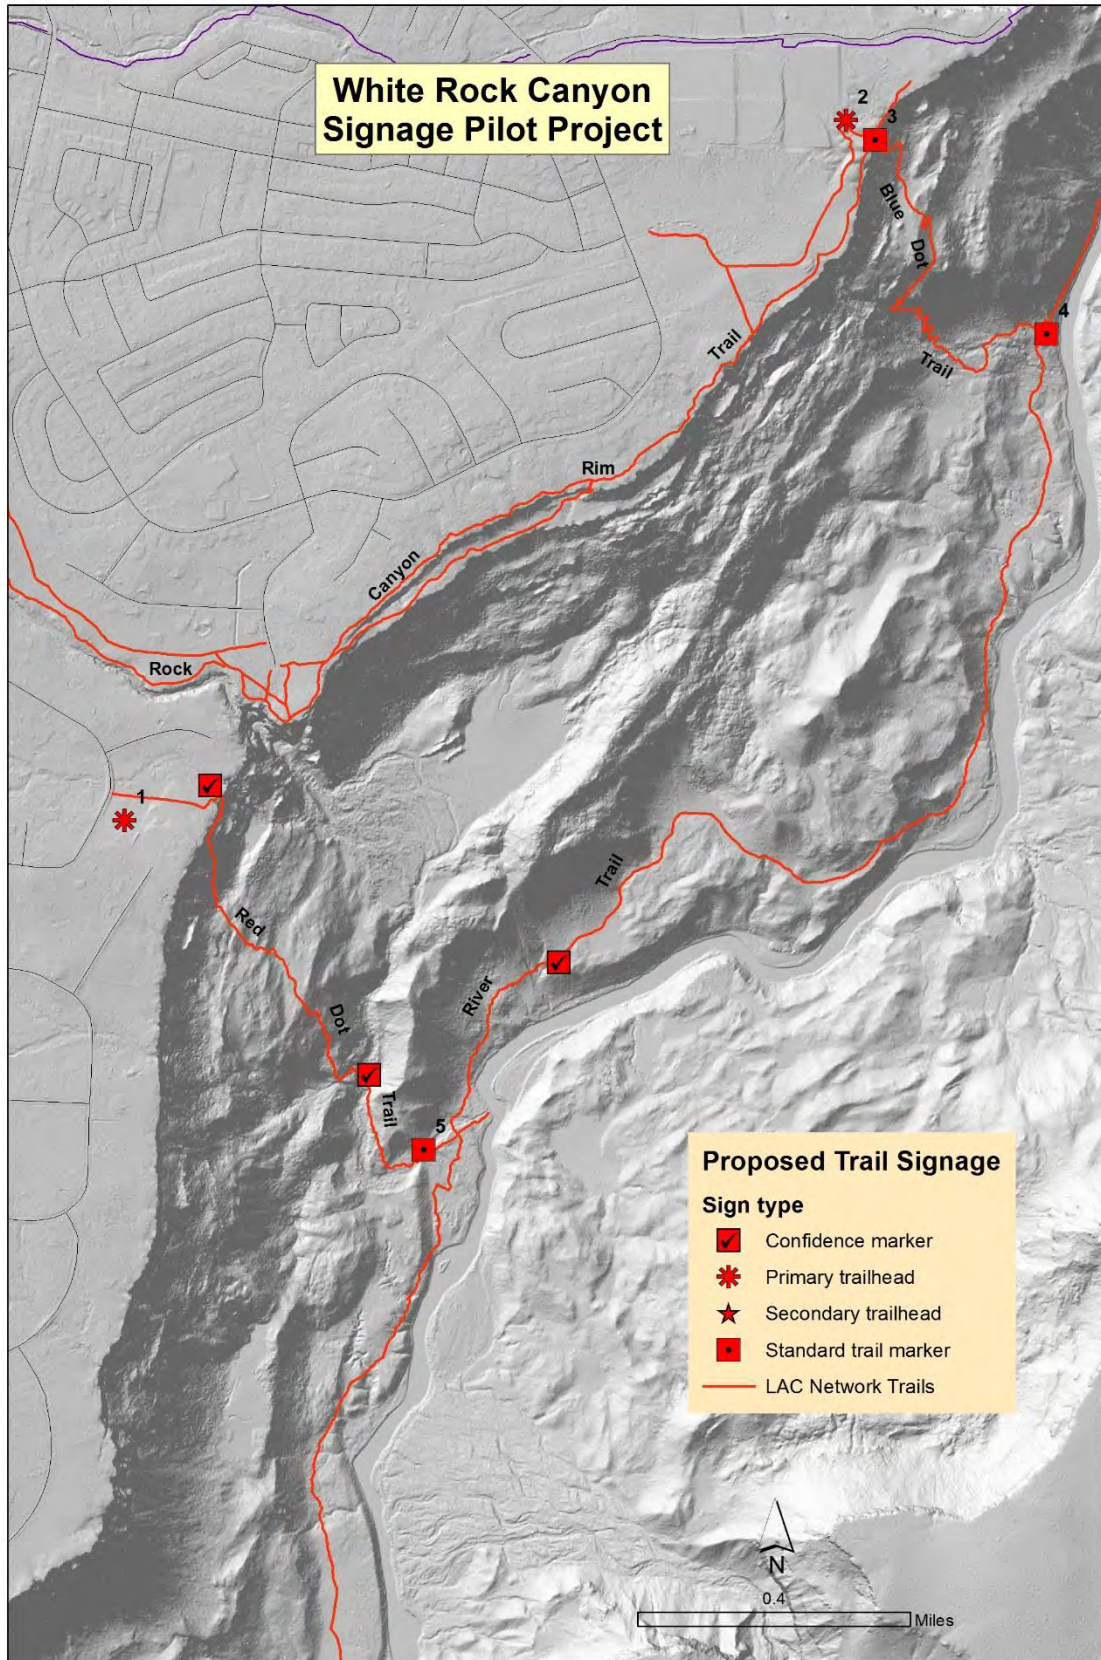 White Rock Canyon
Signage Pilot Project
2
3
Blue
Dot
Trail
4
Trail
Rim
Canyon
Rock
1
Red
Dot
Trail
River
Trail
5
Proposed Trail Signage
Sign type
Confidence marker
Primary trailhead
Secondary trailhead
Standard trail marker
LAC Network Trails
N
0.4
Miles